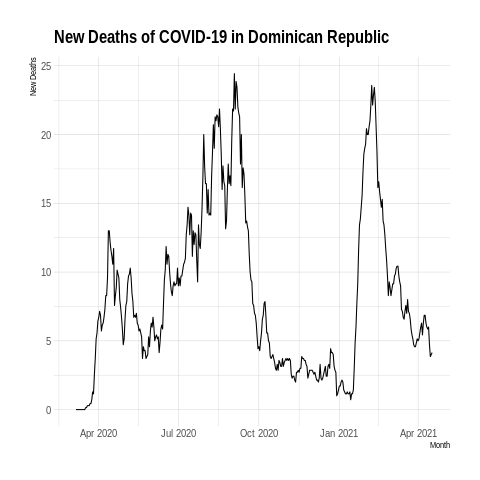 New Deaths of COVID-19 in Dominican Republic
New Deaths
25
20
15
10
5
0
Apr 2020 Jul 2020 Oct 2020 Jan 2021 Apr 2021
Month